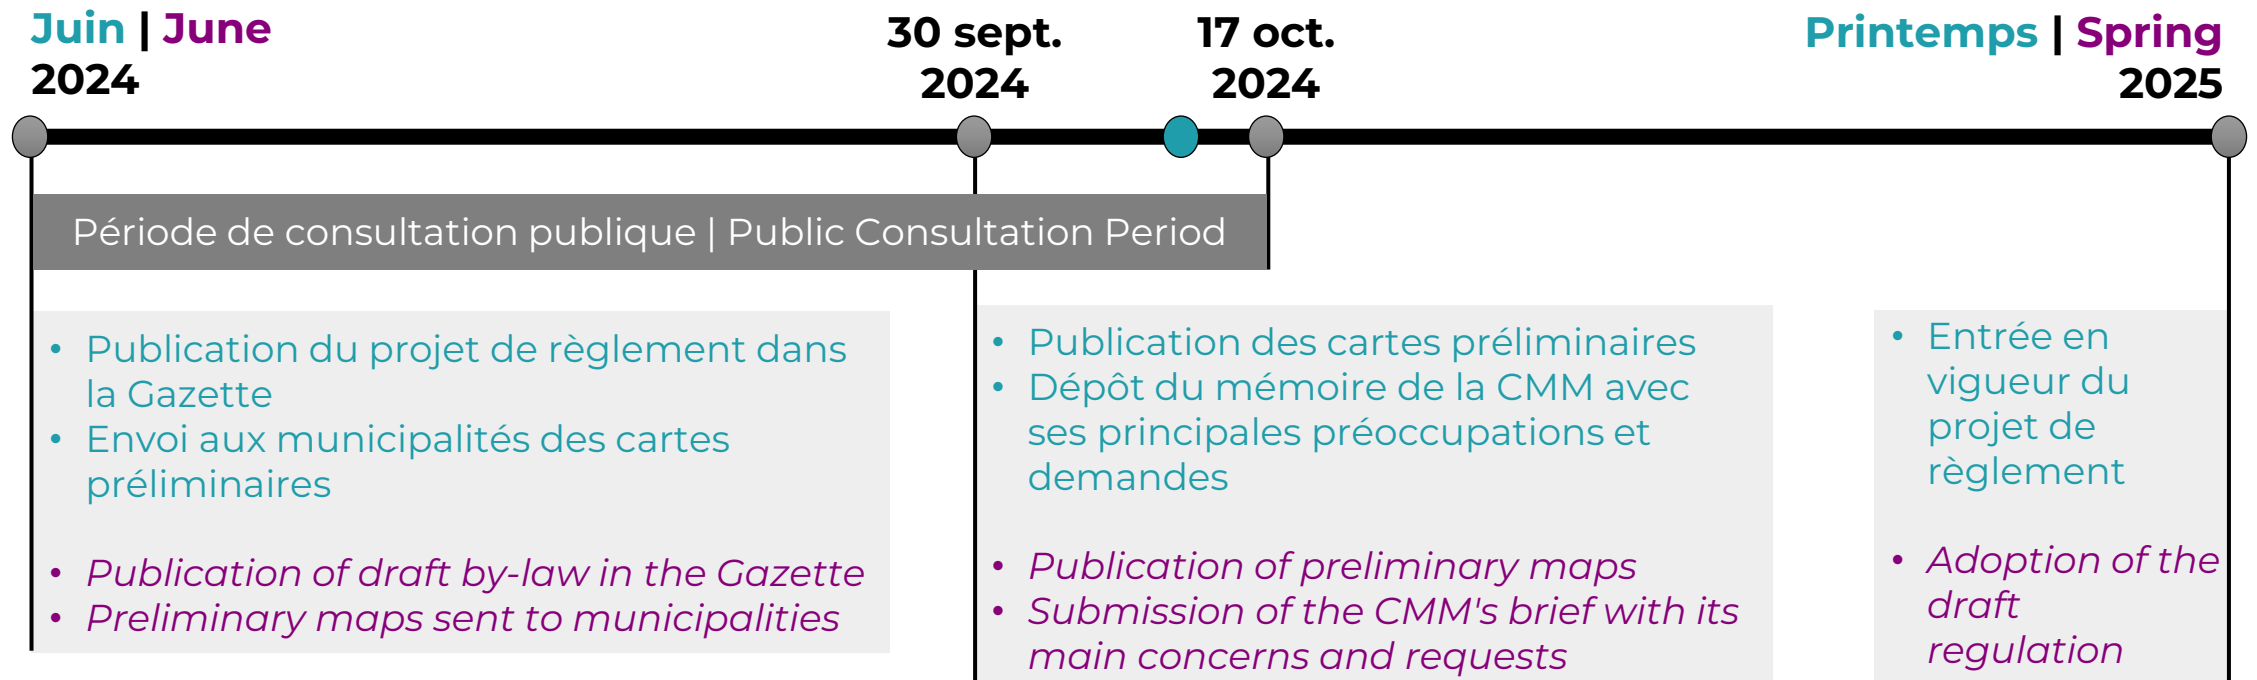 Juin | June
2024
30 sept.
2024
17 oct.
2024
Printemps | Spring
2025
Période de consultation publique | Public Consultation Period
• Publication du projet de règlement dans
la Gazette
• Envoi aux municipalités des cartes
préliminaires
• Publication of draft by-law in the Gazette
• Preliminary maps sent to municipalities
• Publication des cartes préliminaires
• Dépôt du mémoire de la CMM avec
ses principales préoccupations et
demandes
• Publication of preliminary maps
• Submission of the CMM's brief with its
main concerns and requests
• Entrée en
vigueur du
projet de
règlement
• Adoption of the
draft
regulation